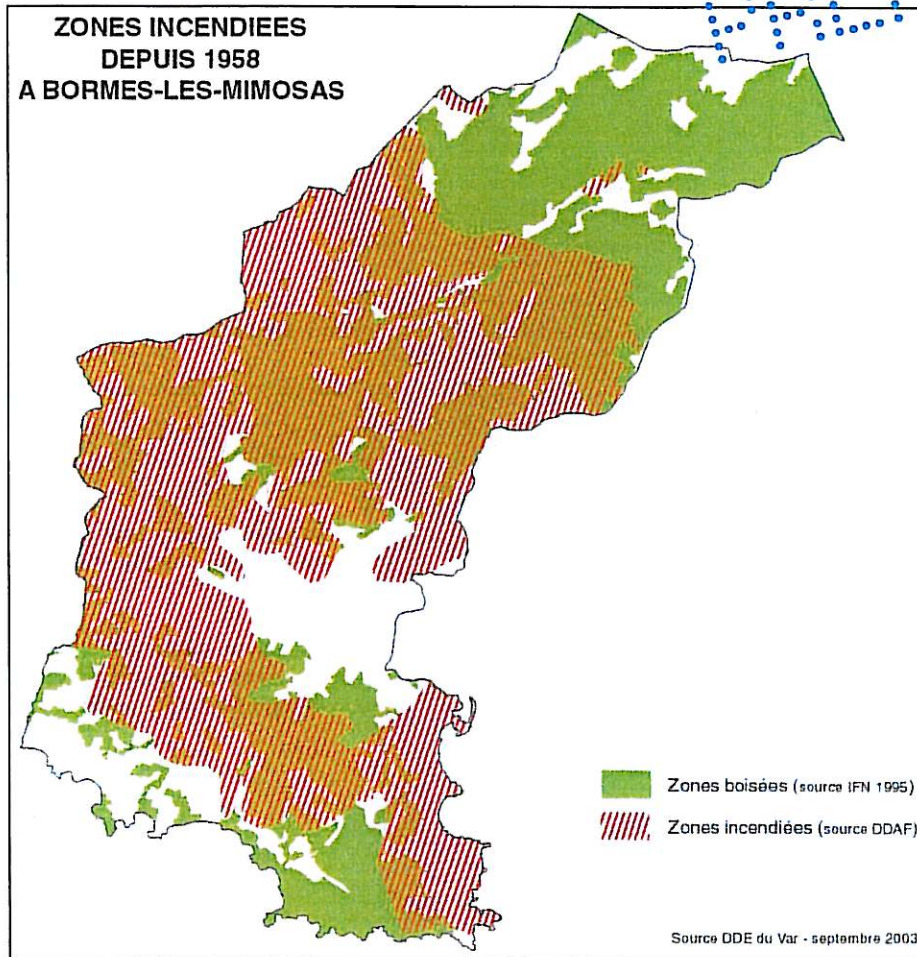 ZONES INCENDIEES
DEPUIS 1958
A BORMES-LES-MIMOSAS
Zones boisées (source IFN 1995)
Zones incendiées (source DDAF)
Source DDE du Var - septembre 2003